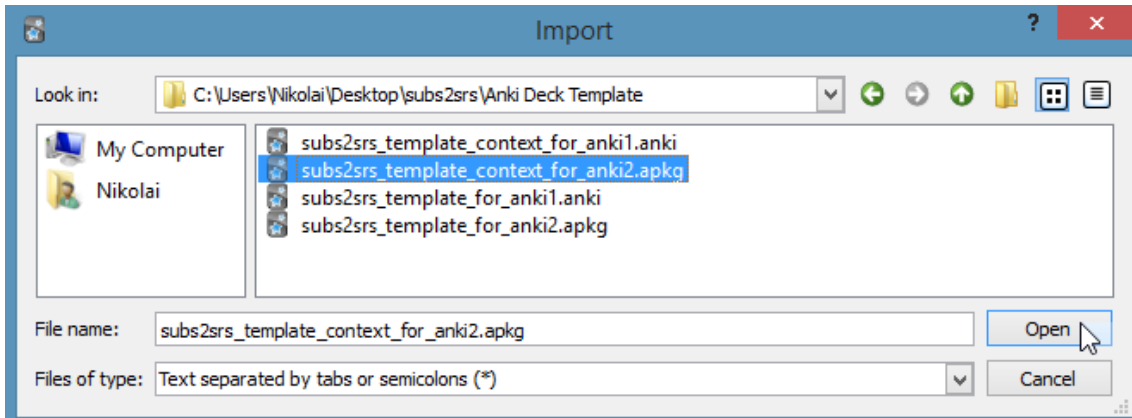 Import
?
Look in: C:\Users\Nikolai\Desktop\subs2srs\Anki Deck Template
My Computer
Nikolai
subs2srs_template_context_for_anki1.anki
subs2srs_template_context_for_anki2.apkg
subs2srs_template_for_anki1.anki
subs2srs_template_for_anki2.apkg
File name: subs2srs_template_context_for_anki2.apkg Open
Files of type: Text separated by tabs or semicolons (*) Cancel